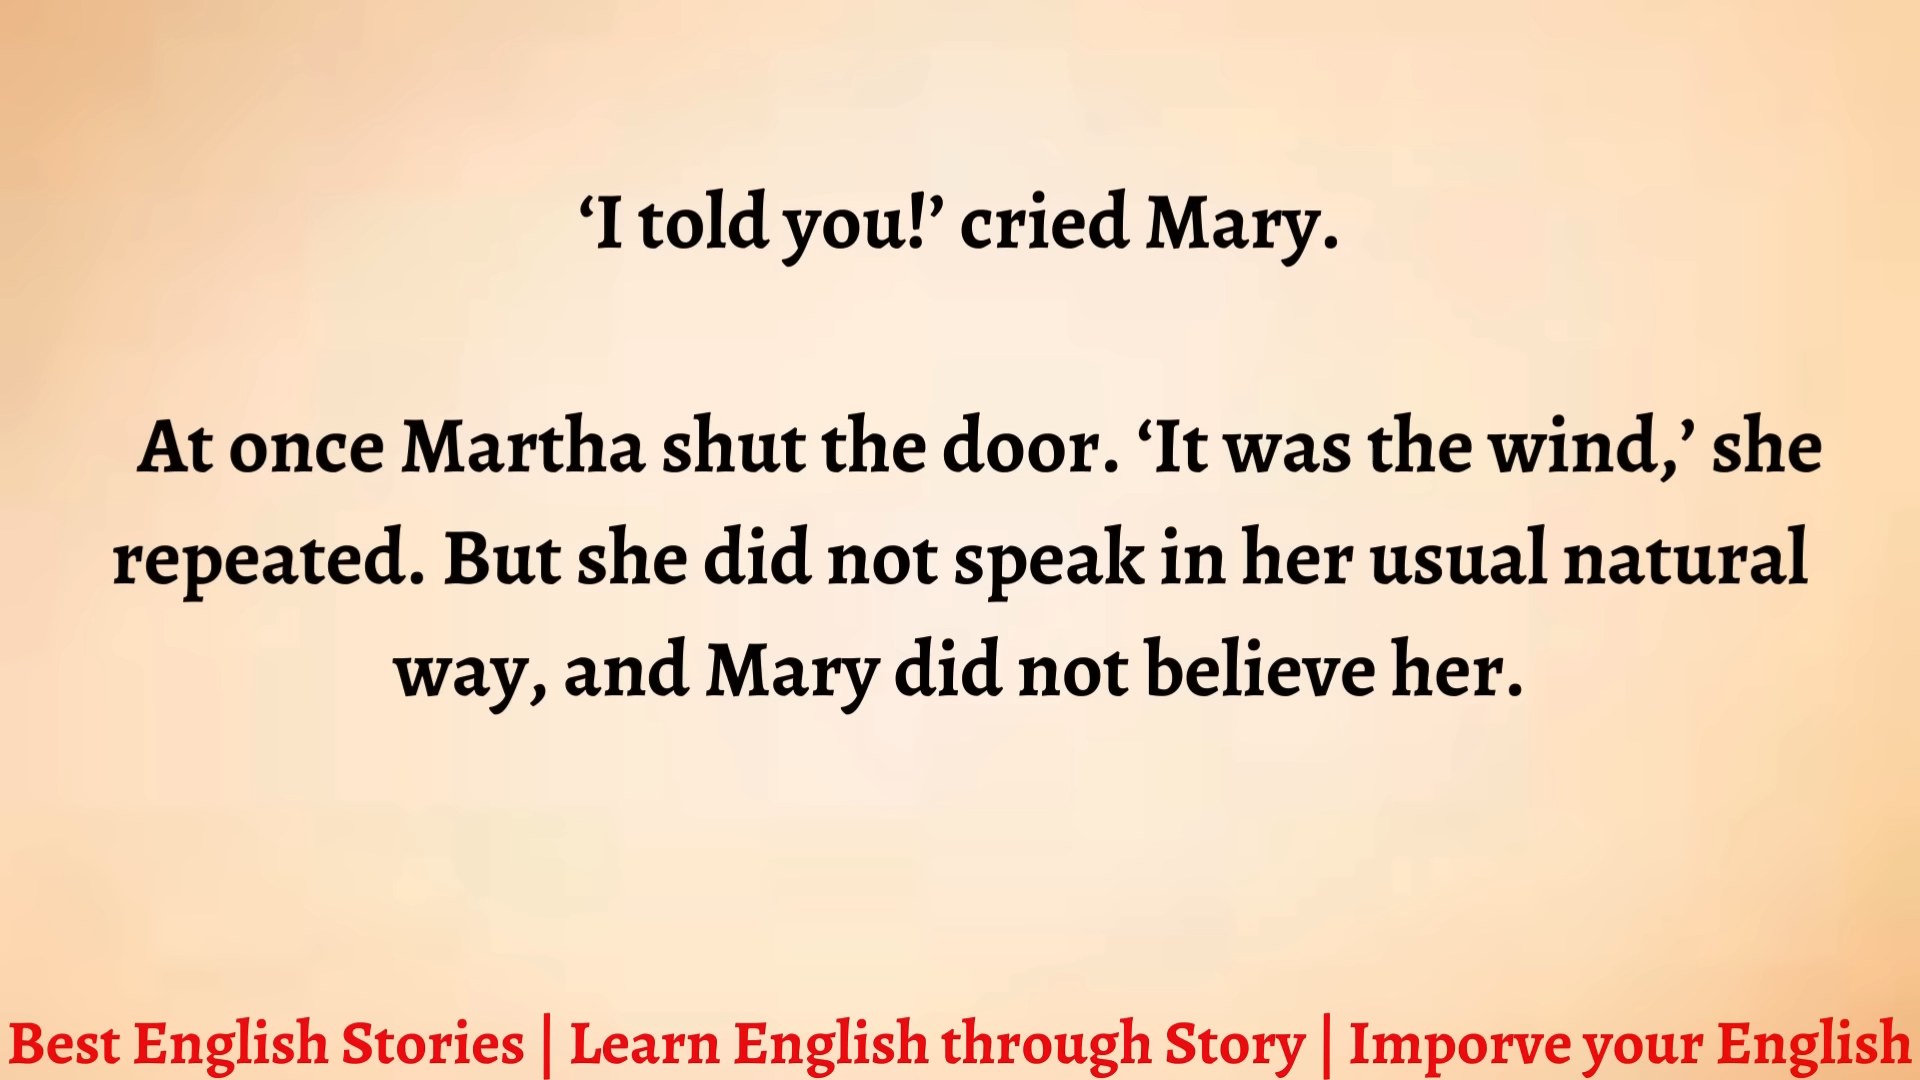 ‘I told you!’ cried Mary.
At once Martha shut the door. ‘It was the wind,’ she
repeated. But she did not speak in her usual natural
way, and Mary did not believe her.
Best English Stories | Learn English through Story | Imporve your English